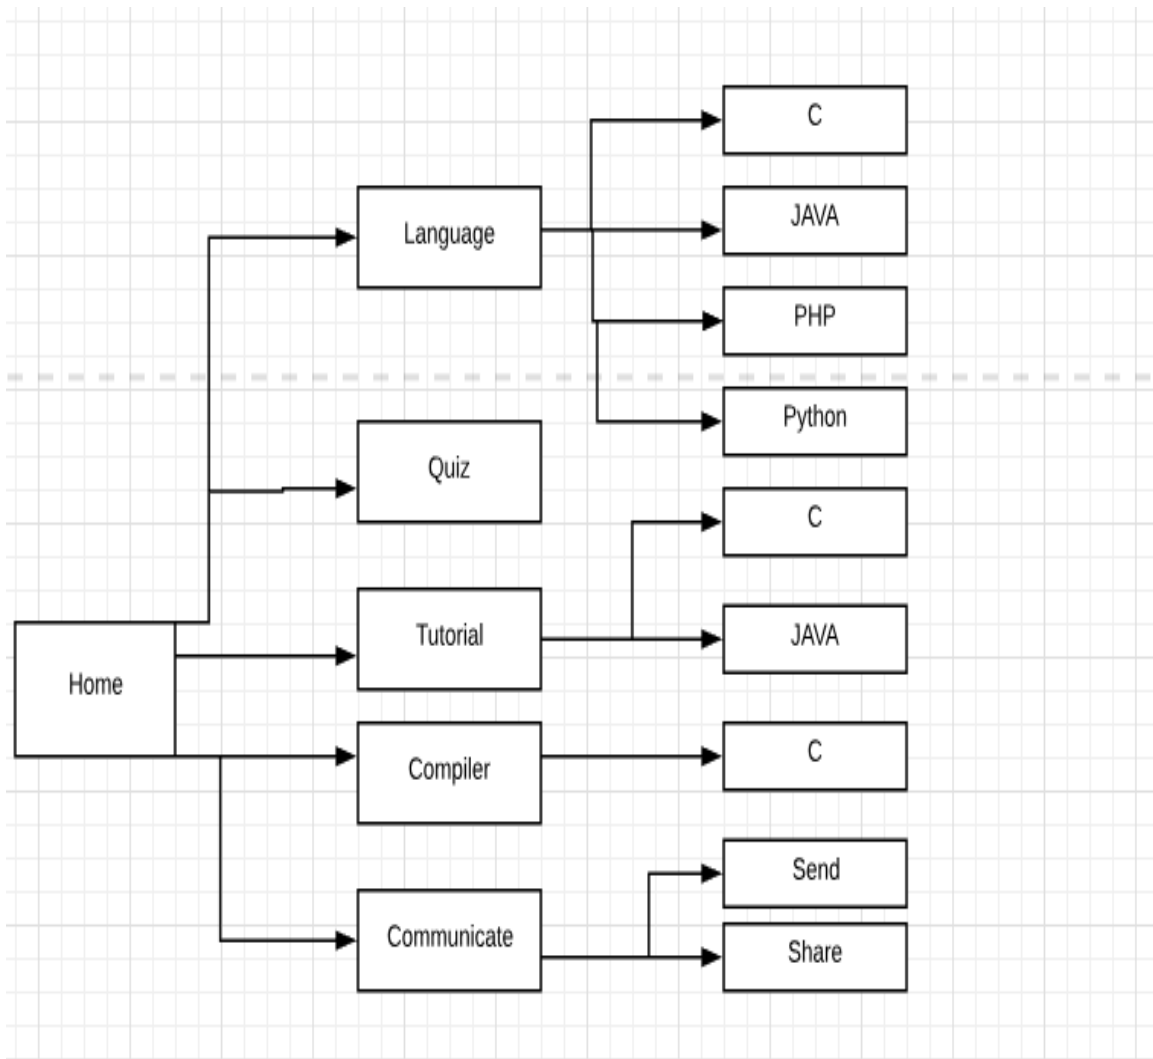 C
Language
JAVA
PHP
Python
Quiz
C
Tutorial
JAVA
Home
Compiler
C
Send
Communicate
Share